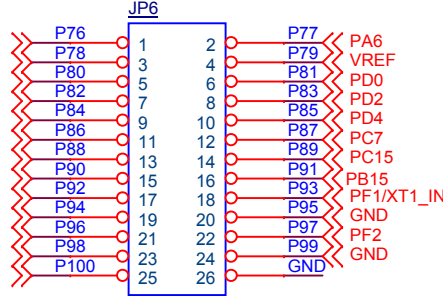 JP6
P76 1 2 P77 PA6
P78 3 4 P79 VREF
P80 5 6 P81 PD0
P82 7 8 P83 PD2
P84 9 10 P85 PD4
P86 11 12 P87 PC7
P88 13 14 P89 PC15
P90 15 16 P91 PB15
P92 17 18 P93 PF1/XT1_IN
P94 19 20 P95 GND
P96 21 22 P97 PF2
P98 23 24 P99 GND
P100 25 26 GND